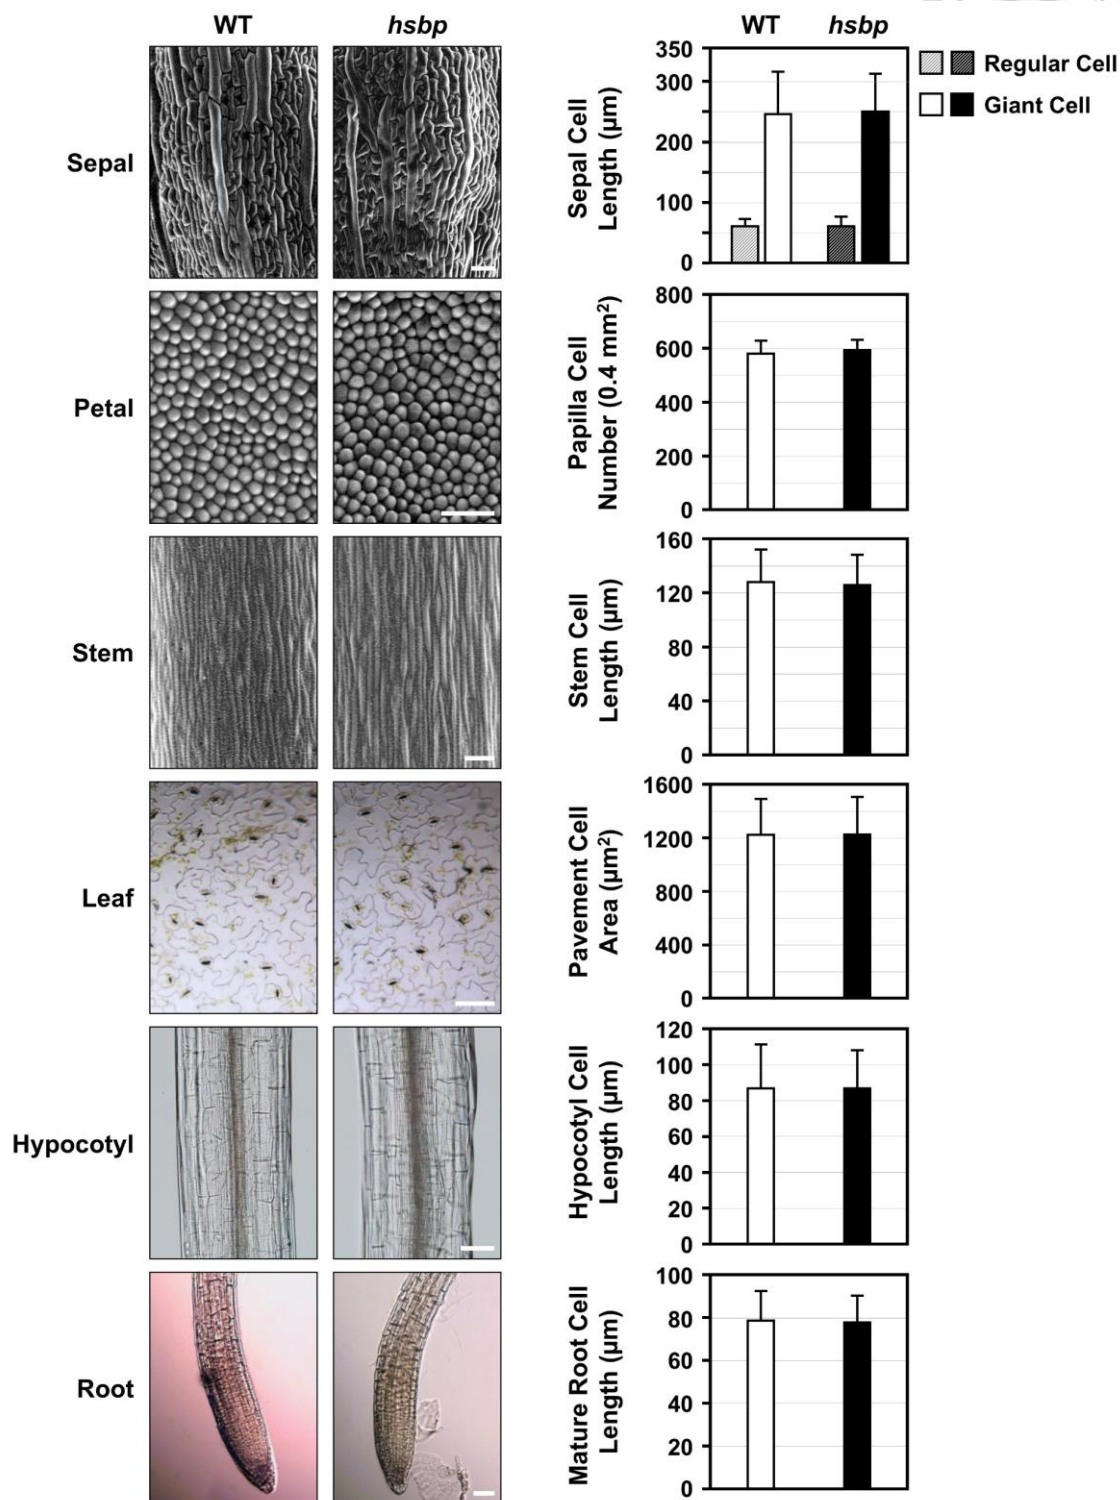 WT hsbp WT hsbp
Regular Cell
Giant Cell
Sepal
Sepal Cell
Length (µm)
350
300
200
100
0
Petal
Papilla Cell
Number (0.4 mm²)
800
600
400
200
0
Stem
Stem Cell
Length (µm)
160
120
80
40
0
Leaf
Pavement Cell
Area (µm²)
1600
1200
800
400
0
Hypocotyl
Hypocotyl Cell
Length (µm)
120
100
80
60
40
20
0
Root
Mature Root Cell
Length (µm)
100
80
60
40
20
0